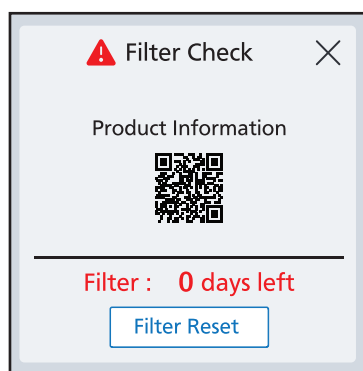 Filter Check
Product Information
Filter : 0 days left
Filter Reset